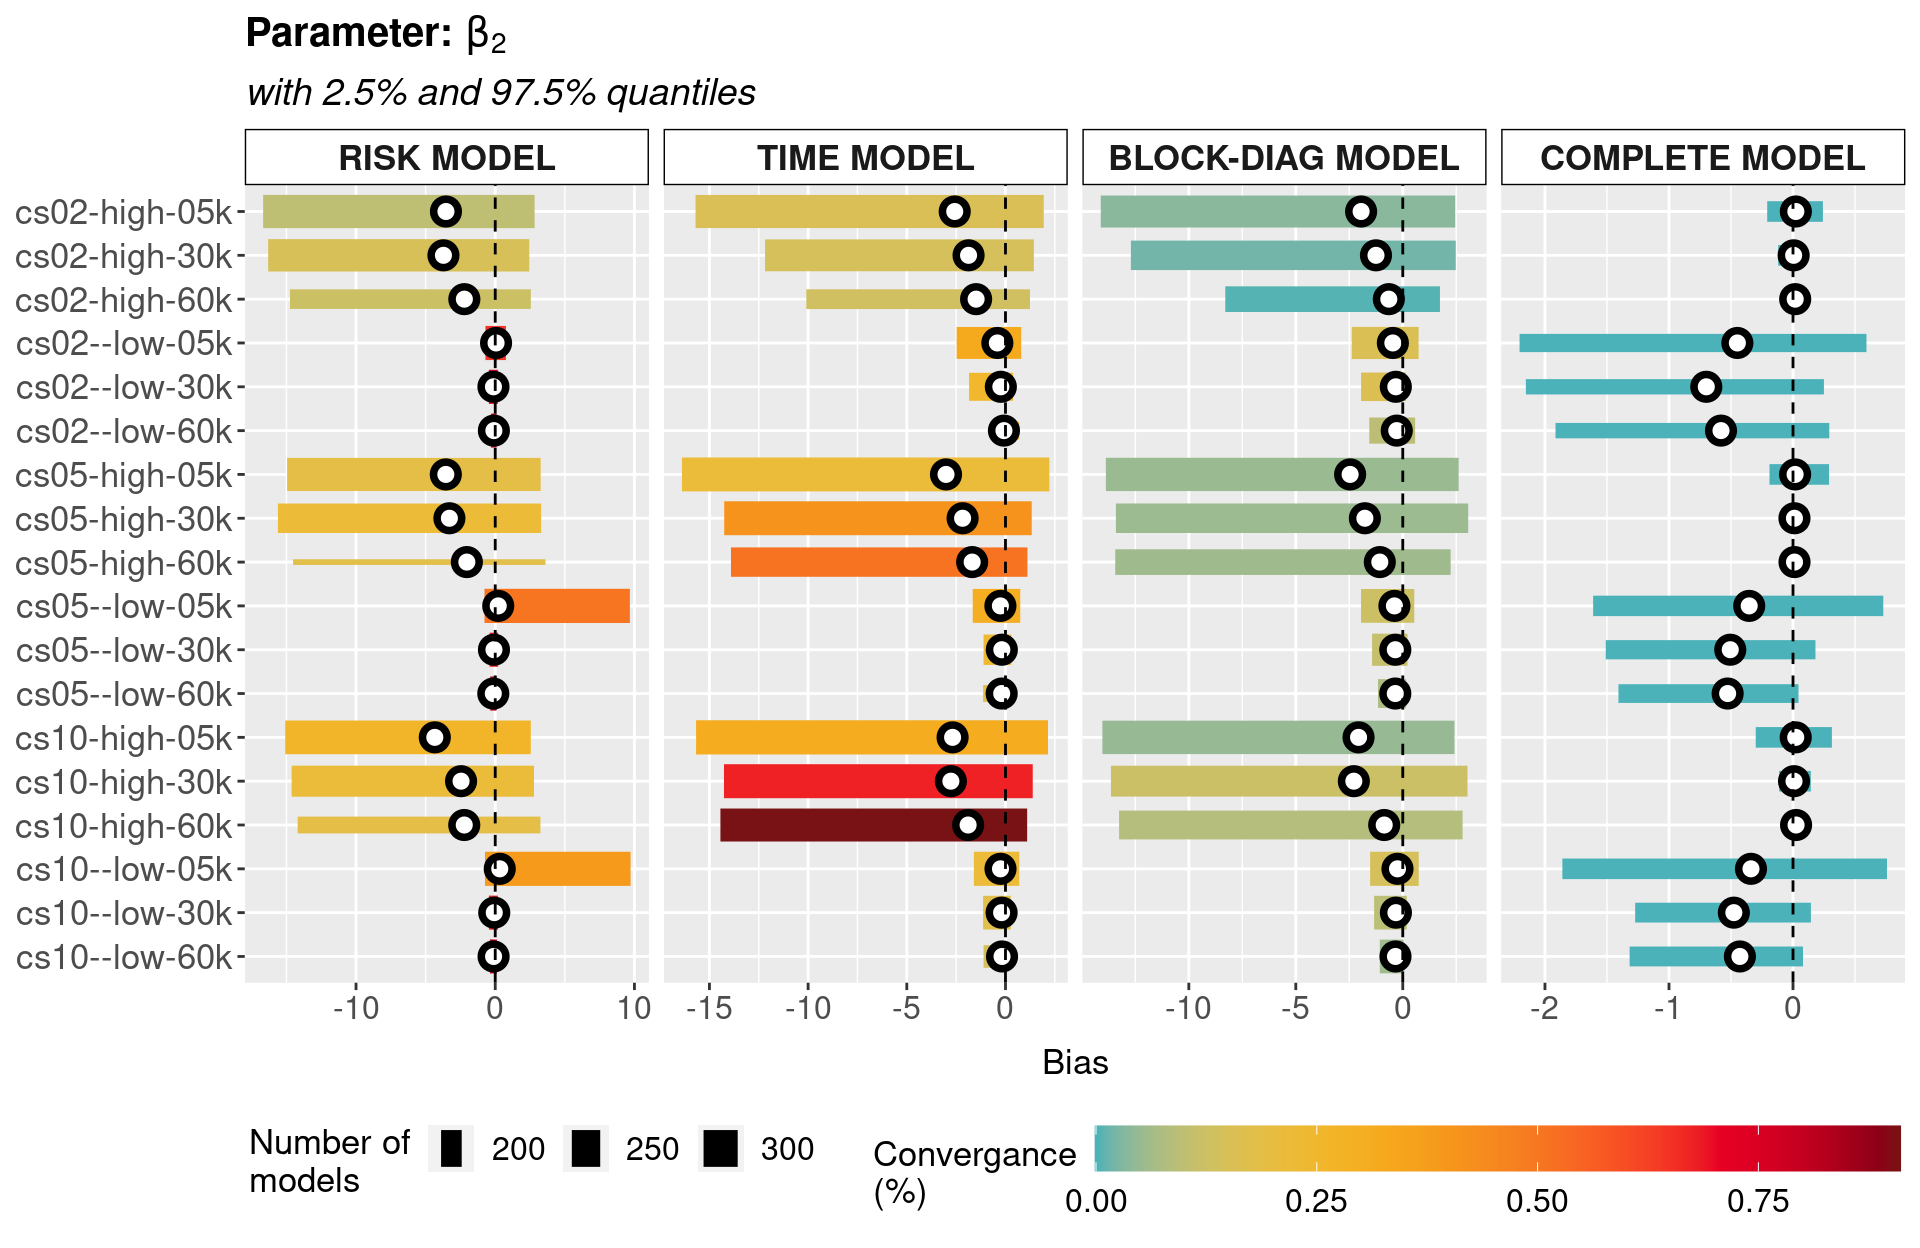 Parameter: β₂
with 2.5% and 97.5% quantiles
RISK MODEL TIME MODEL BLOCK-DIAG MODEL COMPLETE MODEL
cs02-high-05k
cs02-high-30k
cs02-high-60k
cs02--low-05k
cs02--low-30k
cs02--low-60k
cs05-high-05k
cs05-high-30k
cs05-high-60k
cs05--low-05k
cs05--low-30k
cs05--low-60k
cs10-high-05k
cs10-high-30k
cs10-high-60k
cs10--low-05k
cs10--low-30k
cs10--low-60k
-10 0 10 -15 -10 -5 0 -10 -5 0 -2 -1 0
Bias
Number of
models
200 250 300
Convergance
(%)
0.00 0.25 0.50 0.75